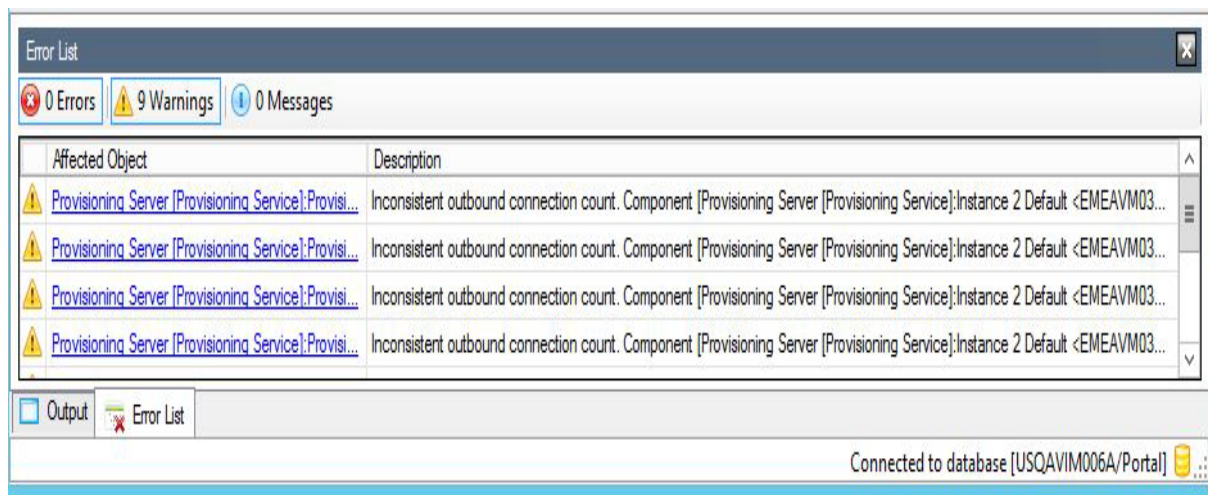 Error List
0 Errors 9 Warnings 0 Messages
Affected Object Description
Provisioning Server [Provisioning Service]:Provisi... Inconsistent outbound connection count. Component [Provisioning Server [Provisioning Service]:Instance 2 Default <EMEAVM03...
Provisioning Server [Provisioning Service]:Provisi... Inconsistent outbound connection count. Component [Provisioning Server [Provisioning Service]:Instance 2 Default <EMEAVM03...
Provisioning Server [Provisioning Service]:Provisi... Inconsistent outbound connection count. Component [Provisioning Server [Provisioning Service]:Instance 2 Default <EMEAVM03...
Provisioning Server [Provisioning Service]:Provisi... Inconsistent outbound connection count. Component [Provisioning Server [Provisioning Service]:Instance 2 Default <EMEAVM03...
Output Error List
Connected to database [USQAVIM006A/Portal]